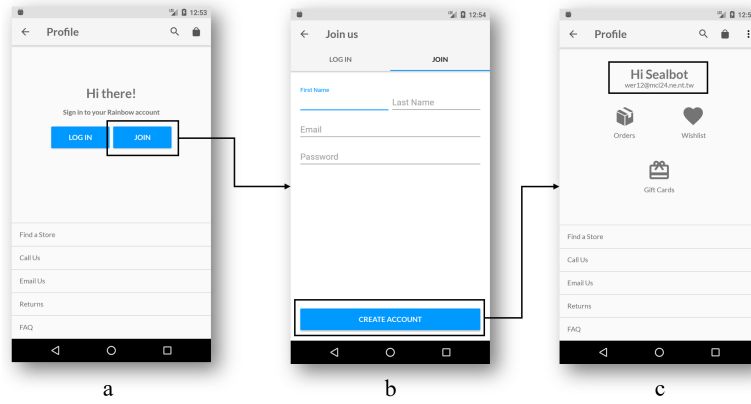 12:53
Profile
Hi there!
Sign in to your Rainbow account
LOG IN
JOIN
Find a Store
Call Us
Email Us
Returns
FAQ
a
12:54
Join us
LOG IN
JOIN
First Name
Last Name
Email
Password
CREATE ACCOUNT
b
Profile
Hi Sealbot
wer12@mci24.ne.nt.tw
Orders
Wishlist
Gift Cards
Find a Store
Call Us
Email Us
Returns
FAQ
c